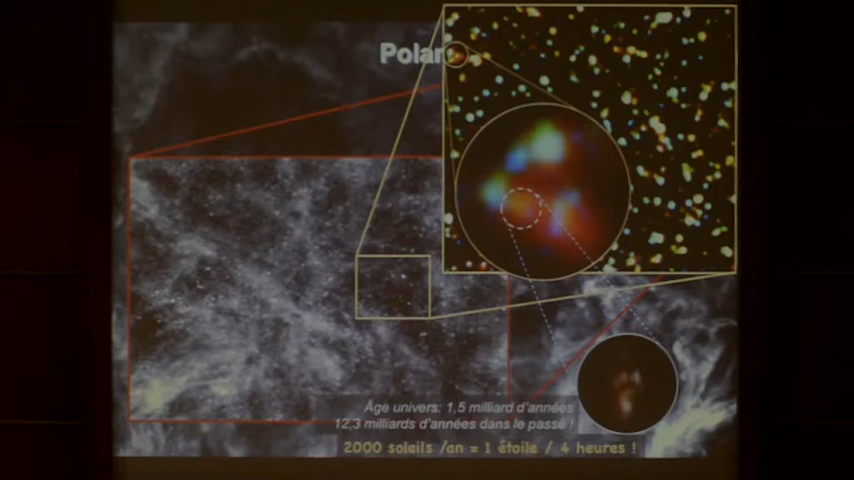 Polar
Âge univers: 1,5 milliard d'années
12,3 milliards d'années dans le passé !
2000 soleils /an = 1 étoile / 4 heures !